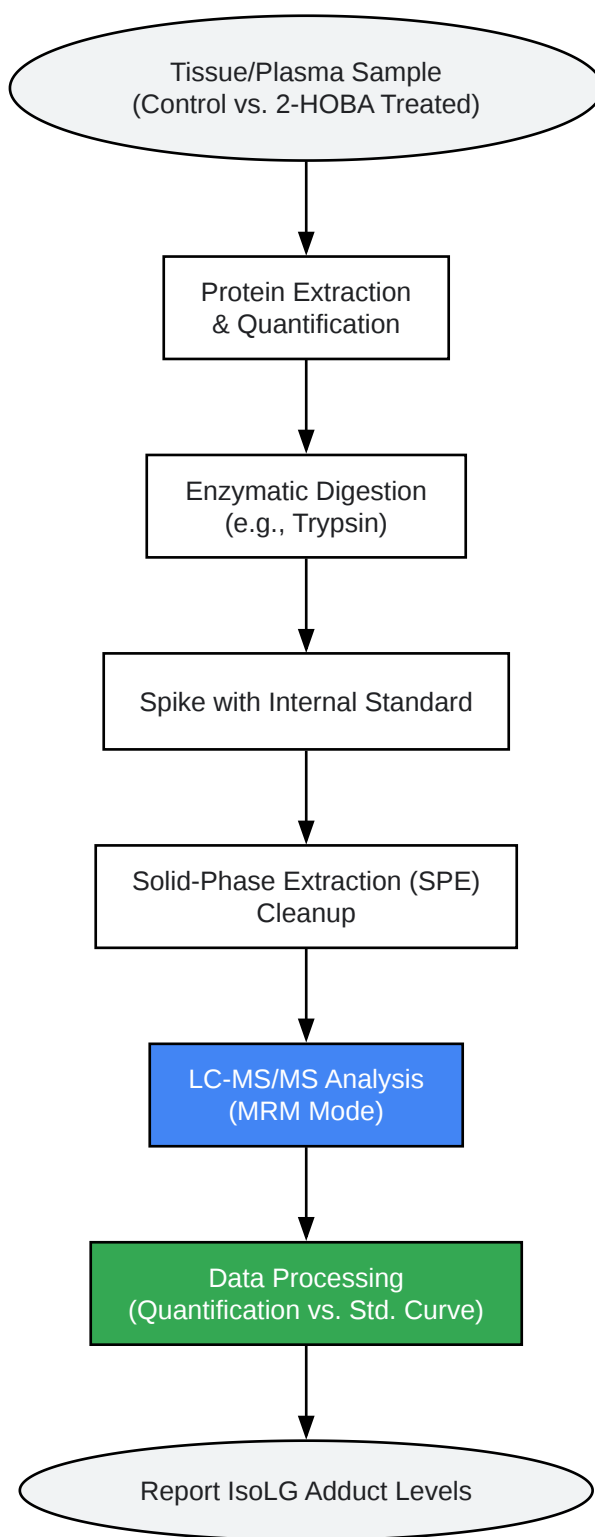 Tissue/Plasma Sample
(Control vs. 2-HOBA Treated)
Protein Extraction
& Quantification
Enzymatic Digestion
(e.g., Trypsin)
Spike with Internal Standard
Solid-Phase Extraction (SPE)
Cleanup
LC-MS/MS Analysis
(MRM Mode)
Data Processing
(Quantification vs. Std. Curve)
Report IsoLG Adduct Levels